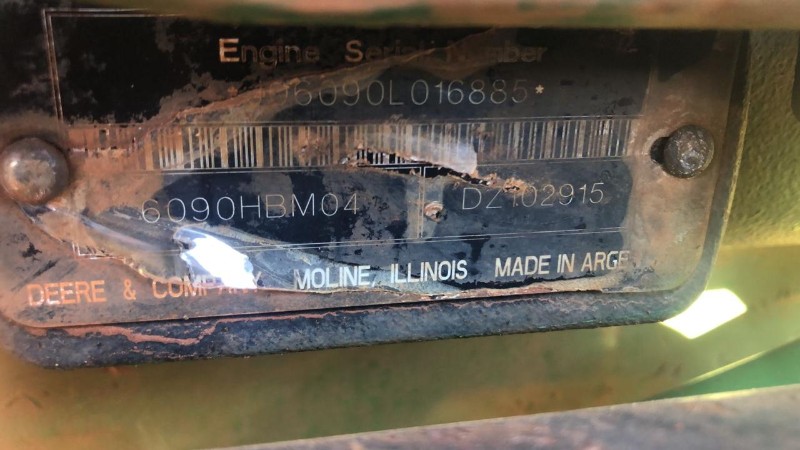 Engine Serial Number
6090L016885*
6090HBM04 DZ102915
DEERE & COMPANY MOLINE, ILLINOIS MADE IN ARGE